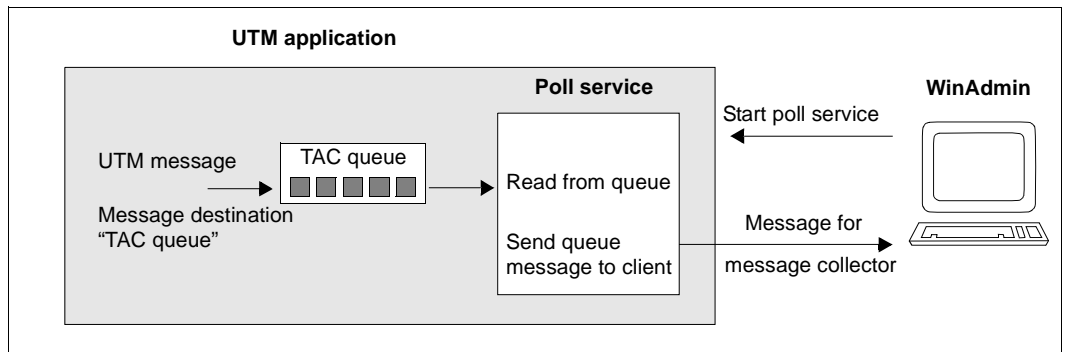 UTM application
Poll service
WinAdmin
Start poll service
UTM message
TAC queue
Message destination
“TAC queue”
Read from queue
Send queue
message to client
Message for
message collector